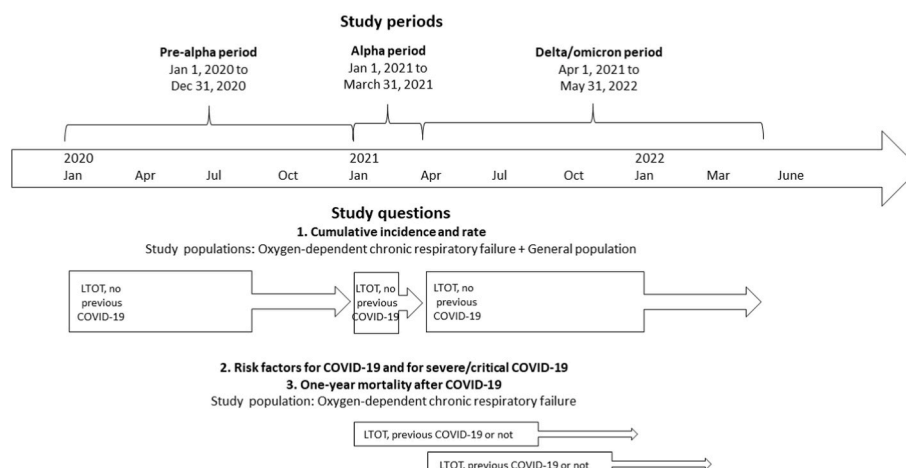 Study periods
Pre-alpha period
Jan 1, 2020 to
Dec 31, 2020
Alpha period
Jan 1, 2021 to
March 31, 2021
Delta/omicron period
Apr 1, 2021 to
May 31, 2022
2020 2021 2022
Jan Apr Jul Oct Jan Apr Jul Oct Jan Mar June
Study questions
1. Cumulative incidence and rate
Study populations: Oxygen-dependent chronic respiratory failure + General population
LTOT, no
previous
COVID-19
LTOT, no
previous
COVID-19
LTOT, no
previous
COVID-19
2. Risk factors for COVID-19 and for severe/critical COVID-19
3. One-year mortality after COVID-19
Study population: Oxygen-dependent chronic respiratory failure
LTOT, previous COVID-19 or not
LTOT, previous COVID-19 or not